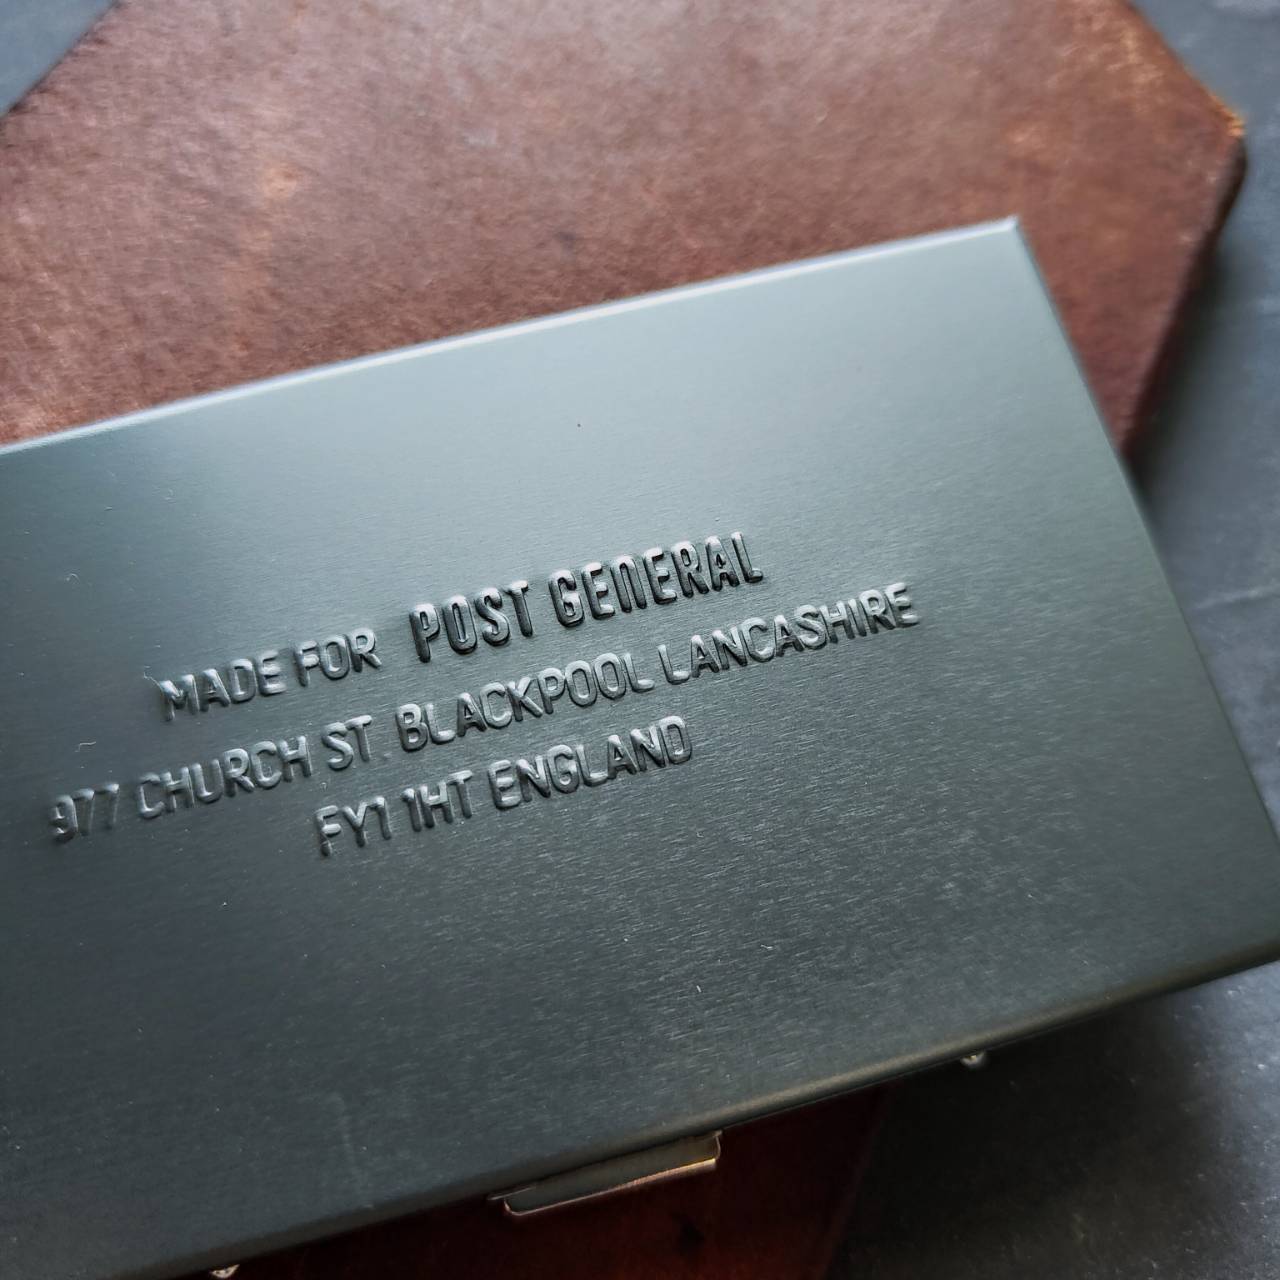 MADE FOR POST GENERAL
977 CHURCH ST. BLACKPOOL LANCASHIRE
FY1 1HT ENGLAND